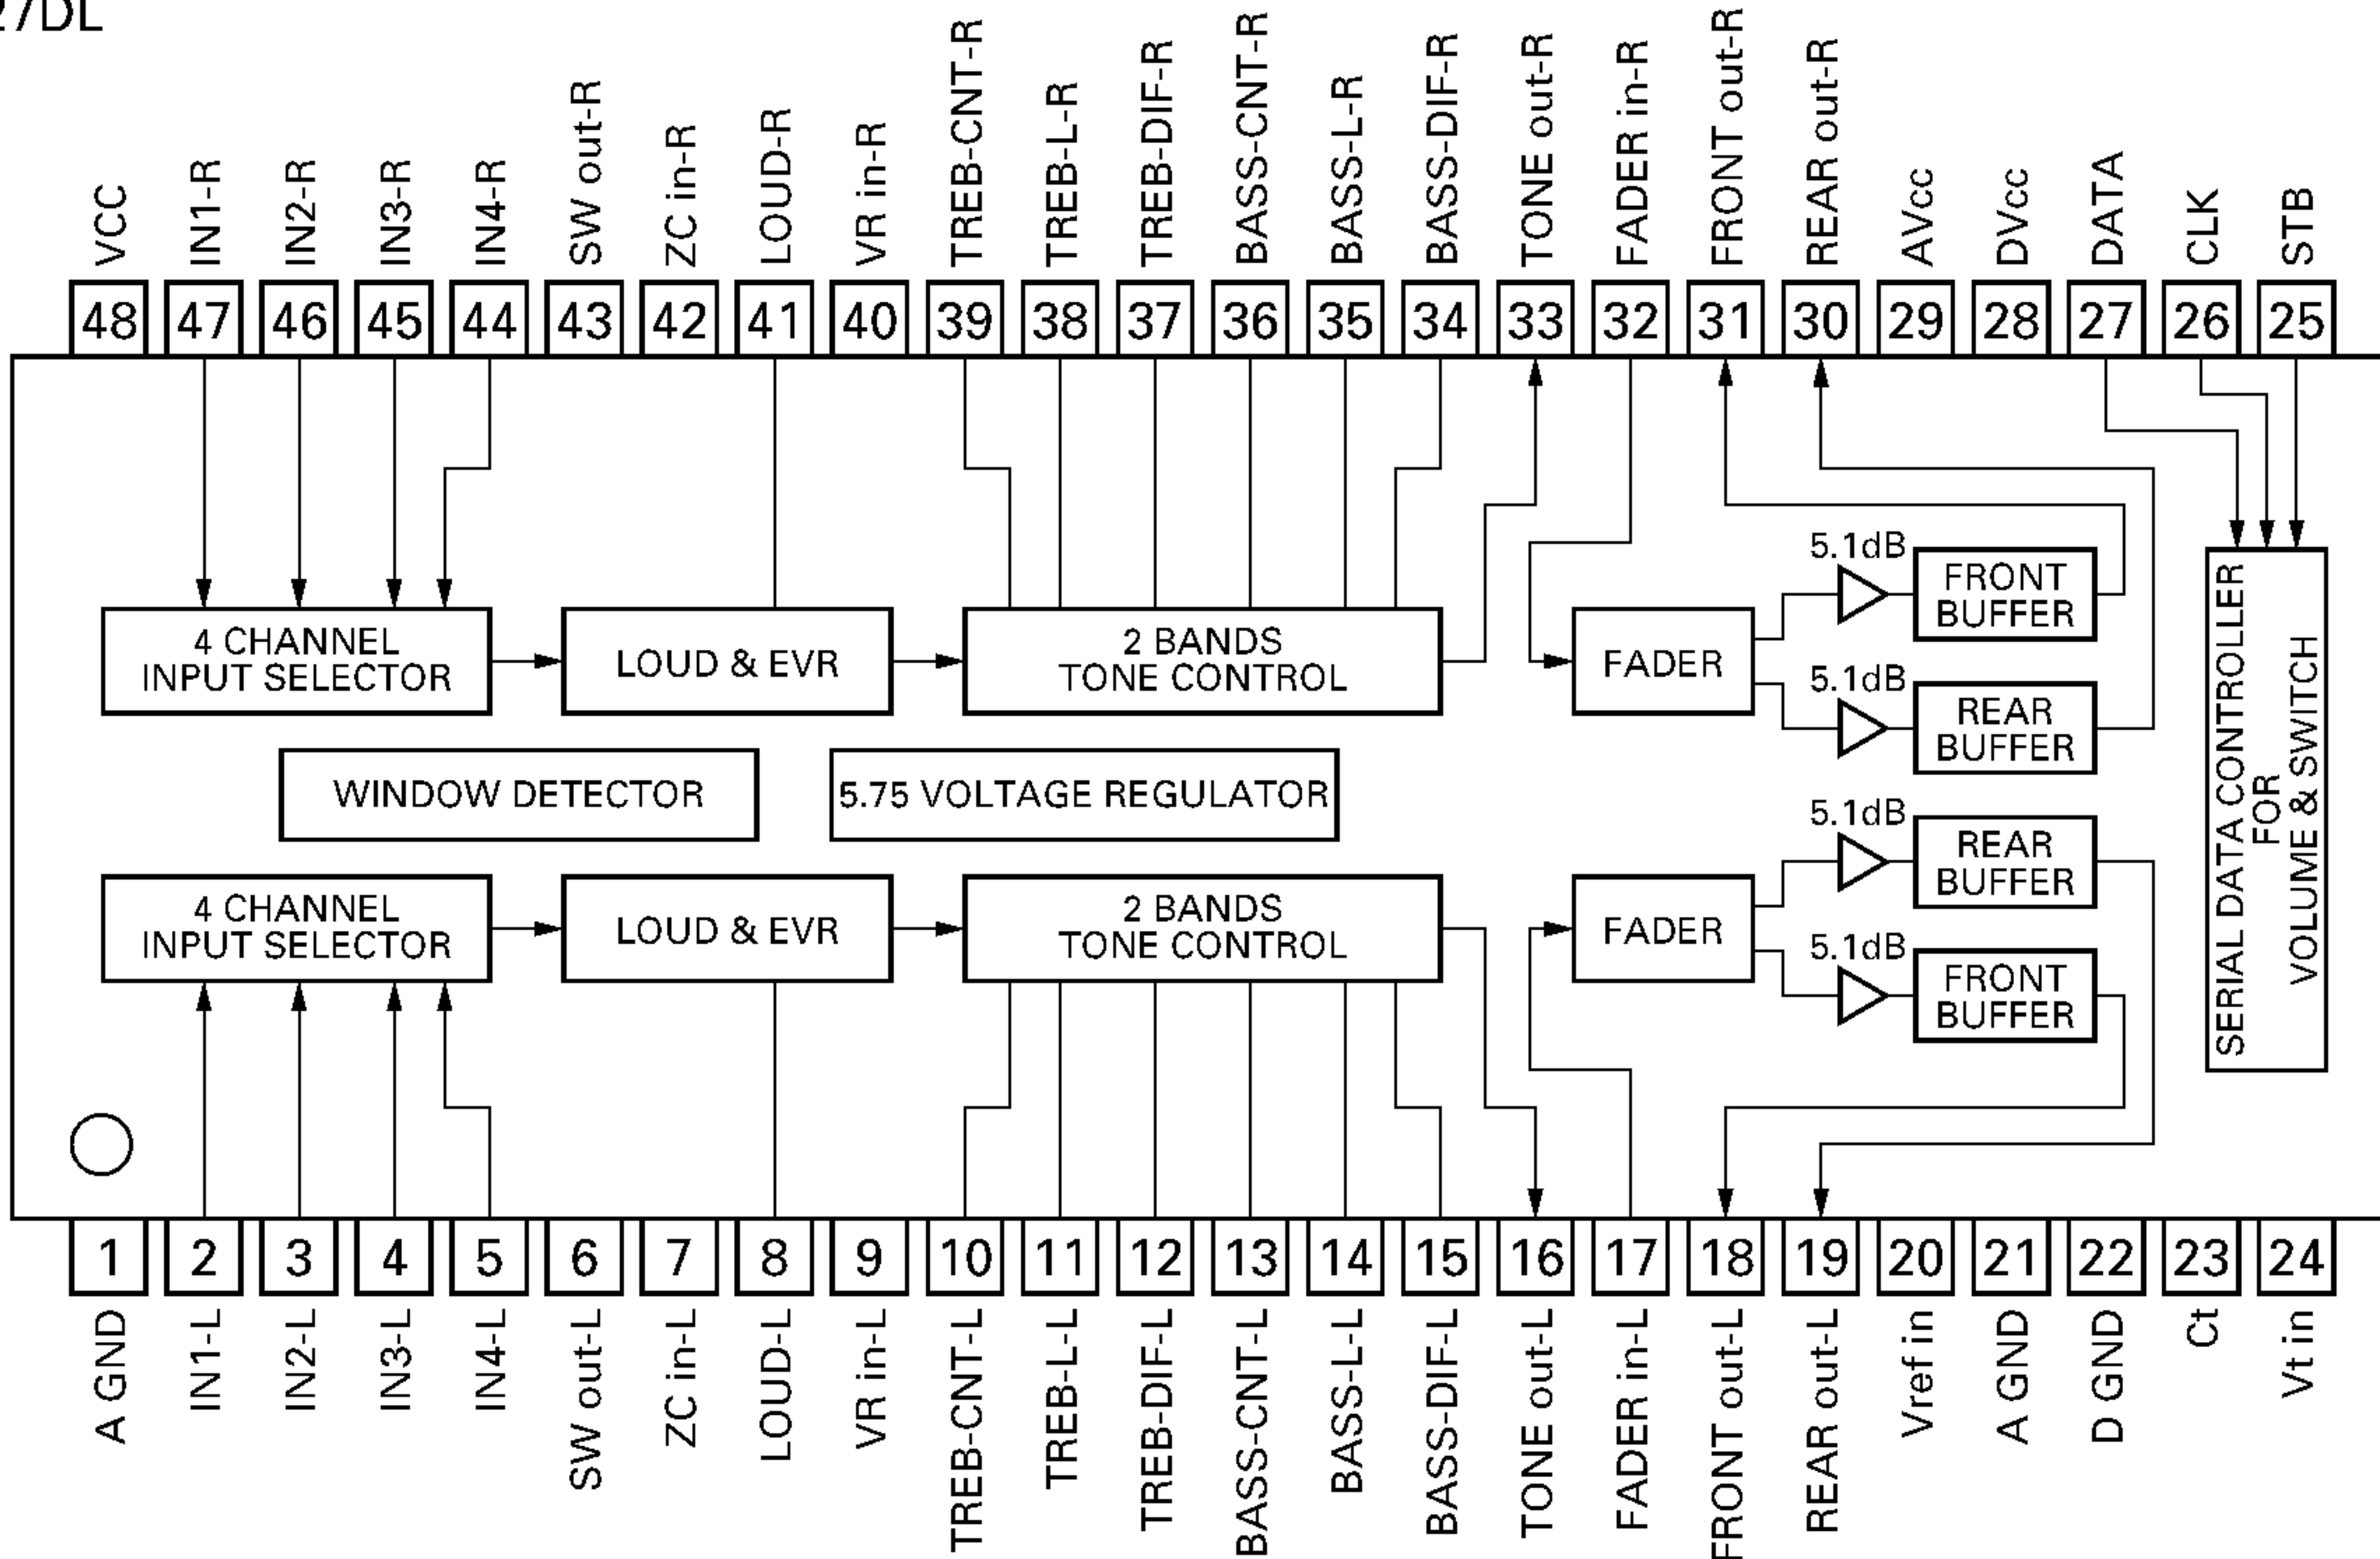 27DL
VCC
IN1-R
IN2-R
IN3-R
IN4-R
SW out-R
ZC in-R
LOUD-R
VR in-R
TREB-CNT-R
TREB-L-R
TREB-DIF-R
BASS-CNT-R
BASS-L-R
BASS-DIF-R
TONE out-R
FADER in-R
FRONT out-R
REAR out-R
AVcc
DVcc
DATA
CLK
STB
48 47 46 45 44 43 42 41 40 39 38 37 36 35 34 33 32 31 30 29 28 27 26 25
4 CHANNEL
INPUT SELECTOR
LOUD & EVR
2 BANDS
TONE CONTROL
FADER
5.1dB
FRONT
BUFFER
5.1dB
REAR
BUFFER
WINDOW DETECTOR
5.75 VOLTAGE REGULATOR
4 CHANNEL
INPUT SELECTOR
LOUD & EVR
2 BANDS
TONE CONTROL
FADER
5.1dB
REAR
BUFFER
5.1dB
FRONT
BUFFER
SERIAL DATA CONTROLLER
FOR
VOLUME & SWITCH
1 2 3 4 5 6 7 8 9 10 11 12 13 14 15 16 17 18 19 20 21 22 23 24
A GND
IN1-L
IN2-L
IN3-L
IN4-L
SW out-L
ZC in-L
LOUD-L
VR in-L
TREB-CNT-L
TREB-L-L
TREB-DIF-L
BASS-CNT-L
BASS-L-L
BASS-DIF-L
TONE out-L
FADER in-L
FRONT out-L
REAR out-L
Vref in
A GND
D GND
Ct
Vt in